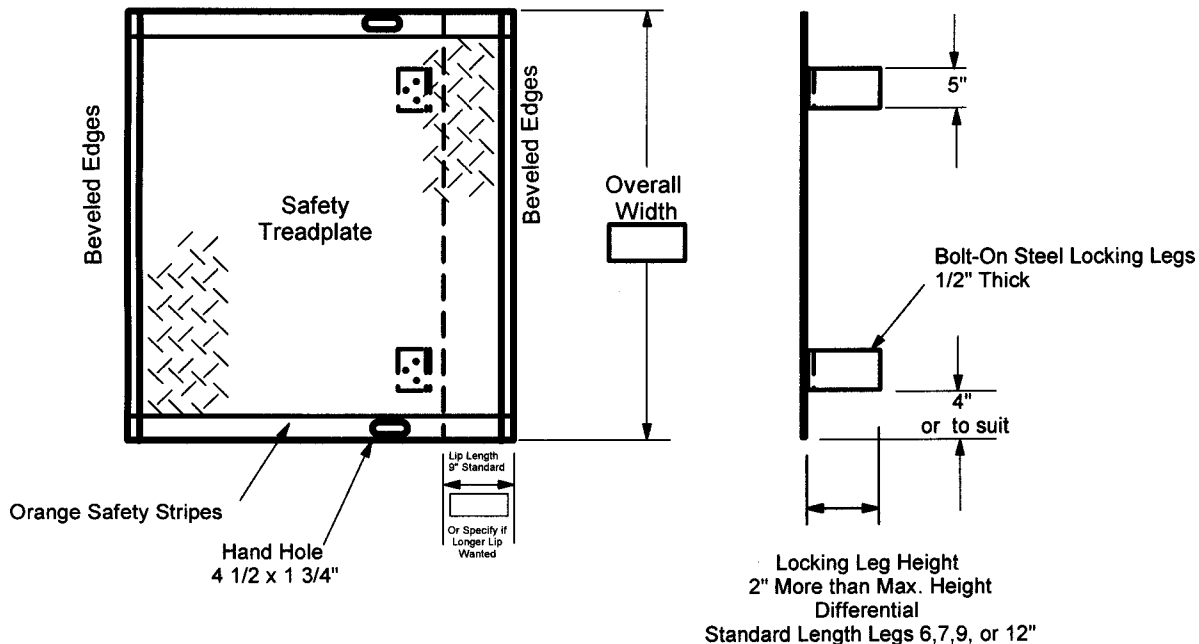 Beveled Edges
Safety
Treadplate
Beveled Edges
Overall
Width
5"
Bolt-On Steel Locking Legs
1/2" Thick
4"
or to suit
Lip Length
9" Standard
Or Specify if
Longer Lip
Wanted
Orange Safety Stripes
Hand Hole
4 1/2 x 1 3/4"
Locking Leg Height
2" More than Max. Height
Differential
Standard Length Legs 6,7,9, or 12"